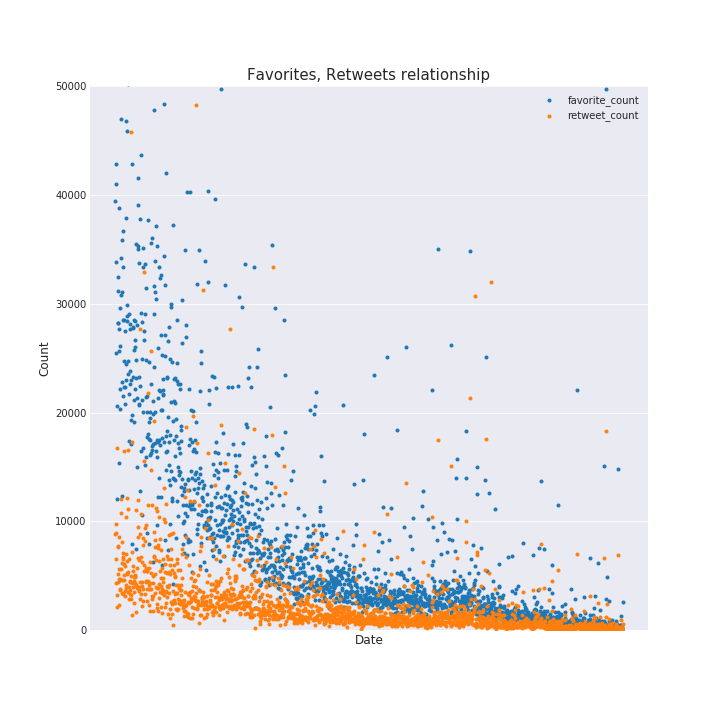 Favorites, Retweets relationship
favorite_count
retweet_count
50000
40000
30000
20000
10000
0
Count
Date